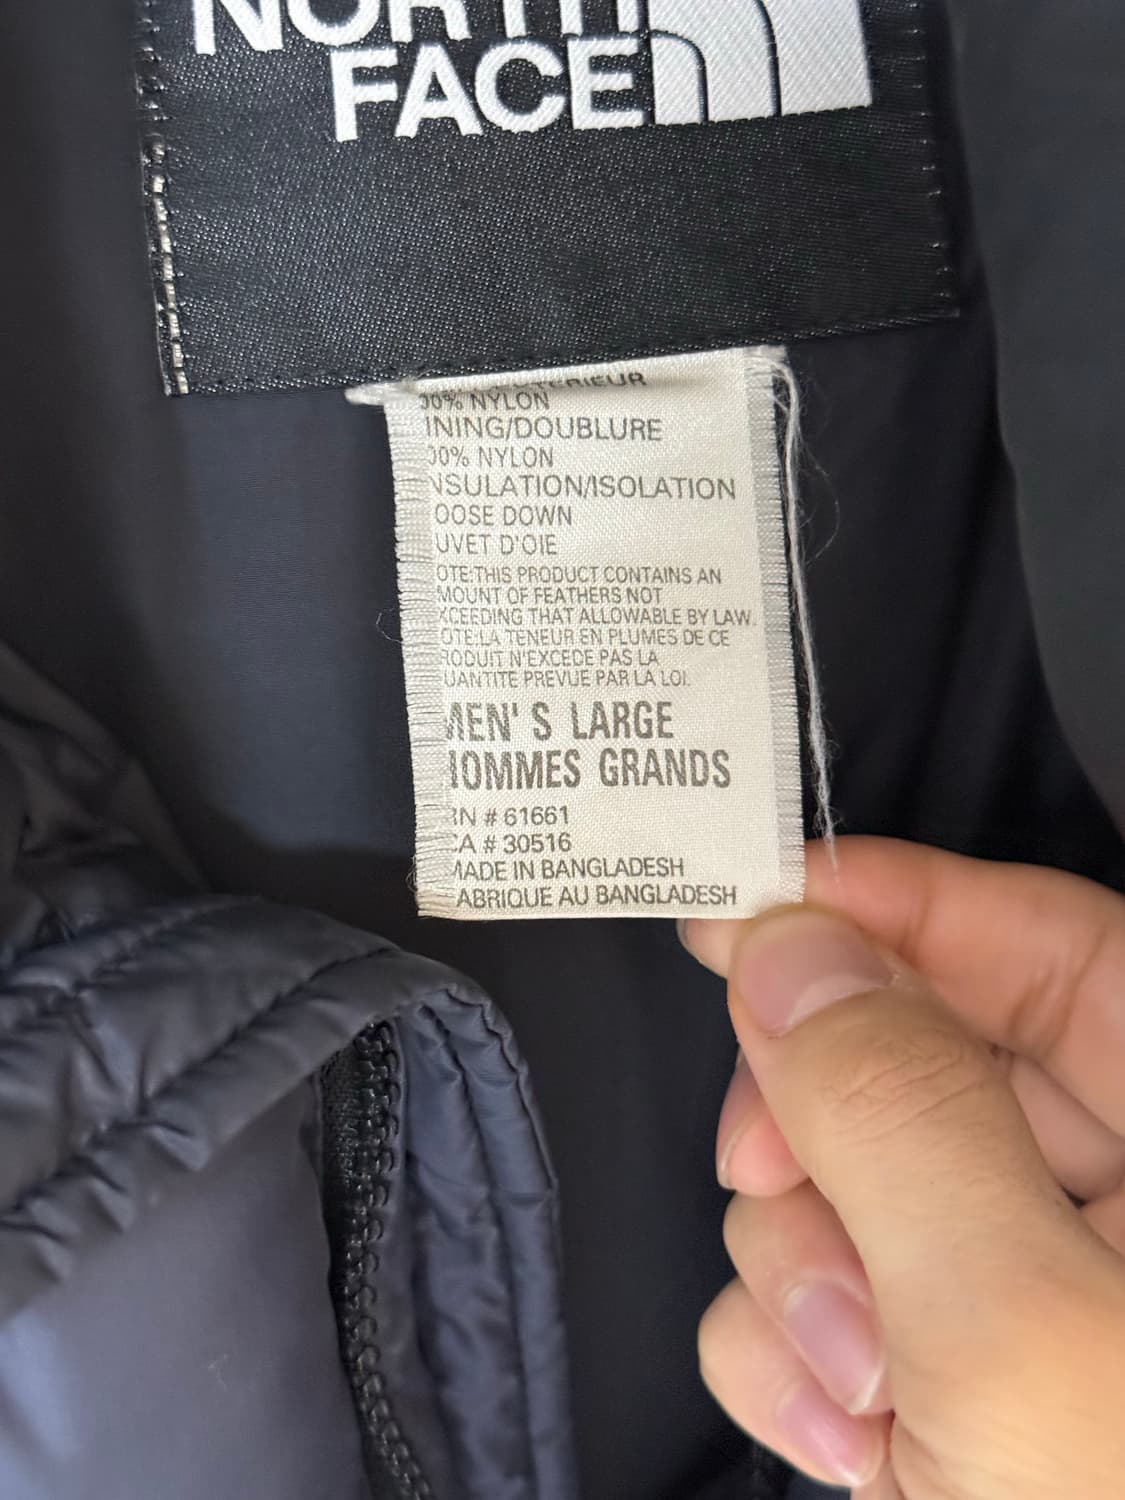 NORTH
FACE
00% NYLON
INING/DOUBLURE
00% NYLON
NSULATION/ISOLATION
OOSE DOWN
UVET D'OIE
OTE:THIS PRODUCT CONTAINS AN
MOUNT OF FEATHERS NOT
XCEEDING THAT ALLOWABLE BY LAW.
OTE:LA TENEUR EN PLUMES DE CE
RODUIT N'EXCEDE PAS LA
UANTITE PREVUE PAR LA LOI.
MEN'S LARGE
HOMMES GRANDS
RN # 61661
CA # 30516
MADE IN BANGLADESH
ABRIQUE AU BANGLADESH